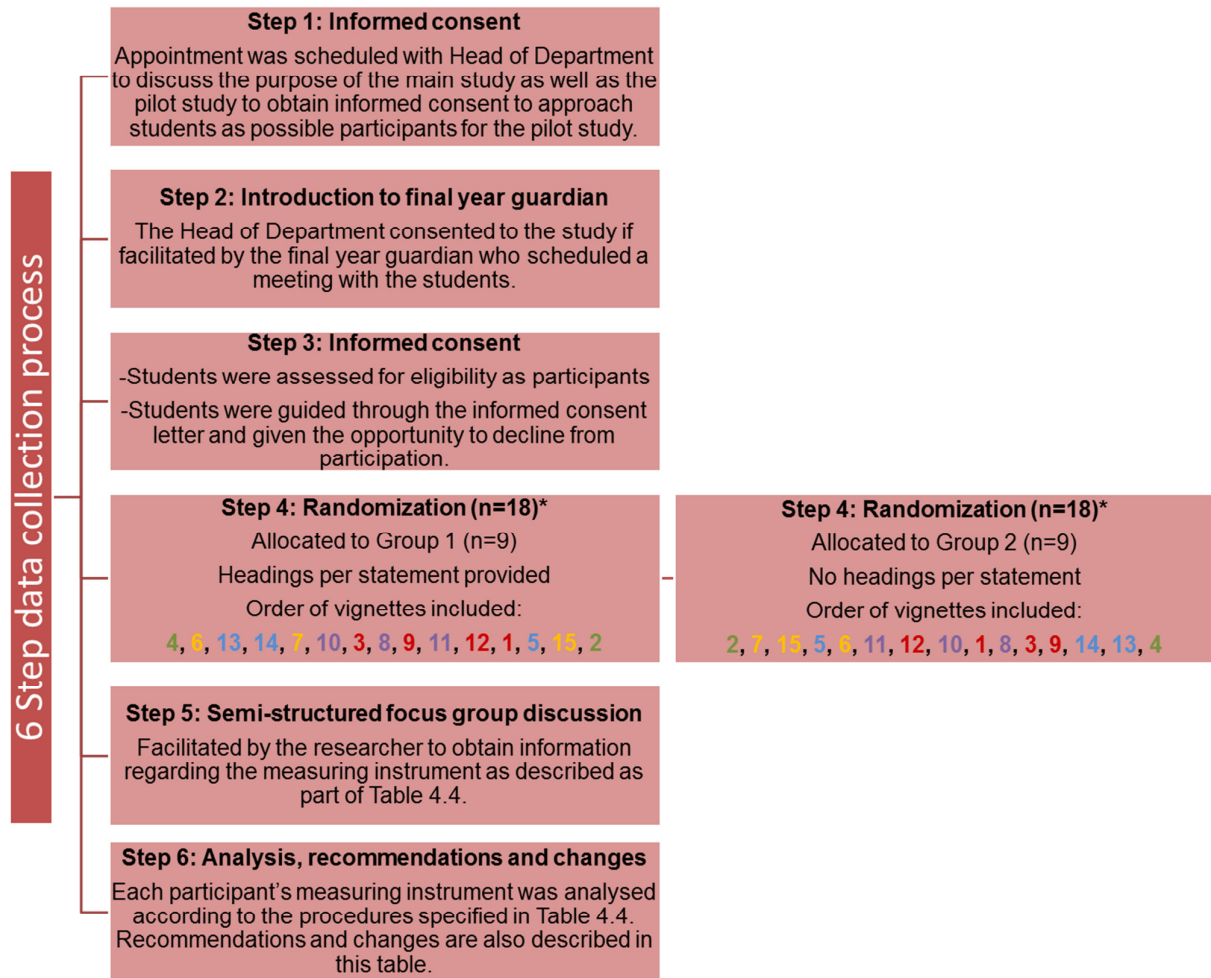 6 Step data collection process
Step 1: Informed consent
Appointment was scheduled with Head of Department
to discuss the purpose of the main study as well as the
pilot study to obtain informed consent to approach
students as possible participants for the pilot study.
Step 2: Introduction to final year guardian
The Head of Department consented to the study if
facilitated by the final year guardian who scheduled a
meeting with the students.
Step 3: Informed consent
-Students were assessed for eligibility as participants
-Students were guided through the informed consent
letter and given the opportunity to decline from
participation.
Step 4: Randomization (n=18)*
Allocated to Group 1 (n=9)
Headings per statement provided
Order of vignettes included:
4, 6, 13, 14, 7, 10, 3, 8, 9, 11, 12, 1, 5, 15, 2
Step 4: Randomization (n=18)*
Allocated to Group 2 (n=9)
No headings per statement
Order of vignettes included:
2, 7, 15, 5, 6, 11, 12, 10, 1, 8, 3, 9, 14, 13, 4
Step 5: Semi-structured focus group discussion
Facilitated by the researcher to obtain information
regarding the measuring instrument as described as
part of Table 4.4.
Step 6: Analysis, recommendations and changes
Each participant's measuring instrument was analysed
according to the procedures specified in Table 4.4.
Recommendations and changes are also described in
this table.